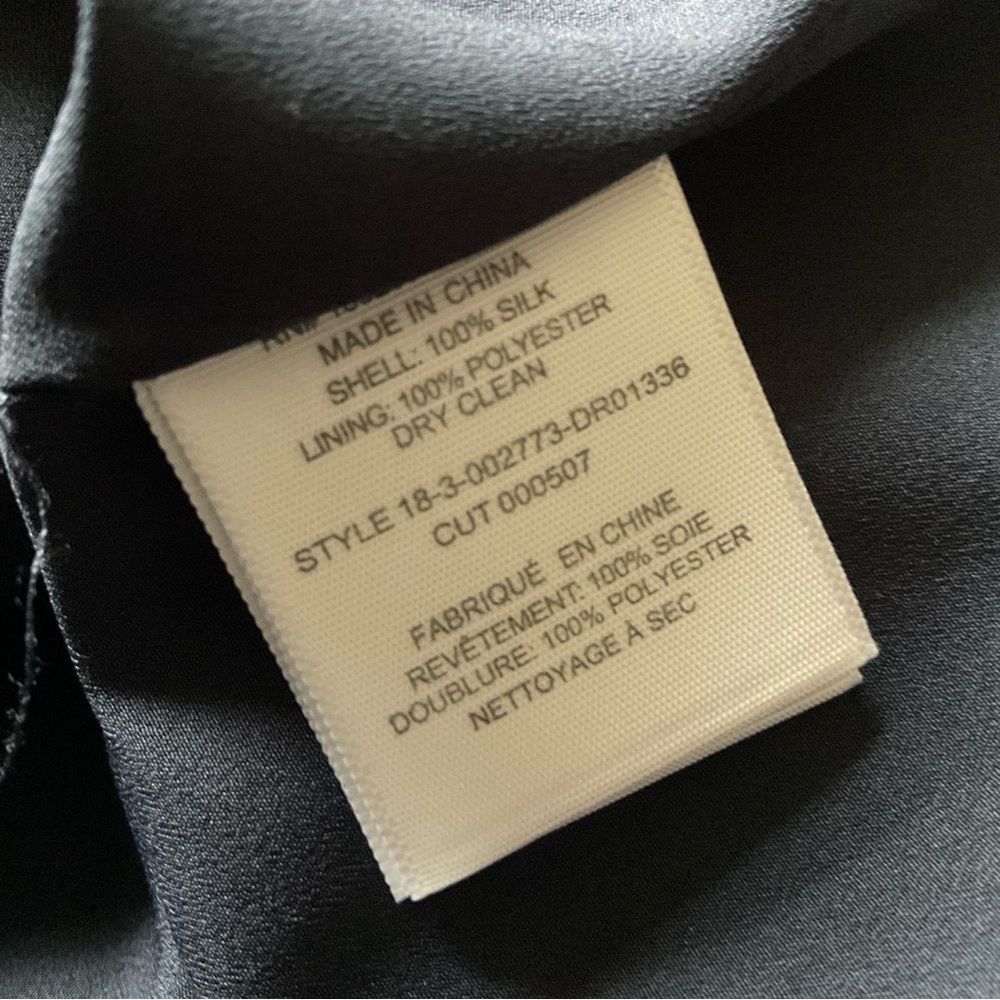 MADE IN CHINA
SHELL: 100% SILK
LINING: 100% POLYESTER
DRY CLEAN
STYLE 18-3-002773-DR01336
CUT 000507
FABRIQUÉ EN CHINE
REVÊTEMENT: 100% SOIE
DOUBLURE: 100% POLYESTER
NETTOYAGE À SEC